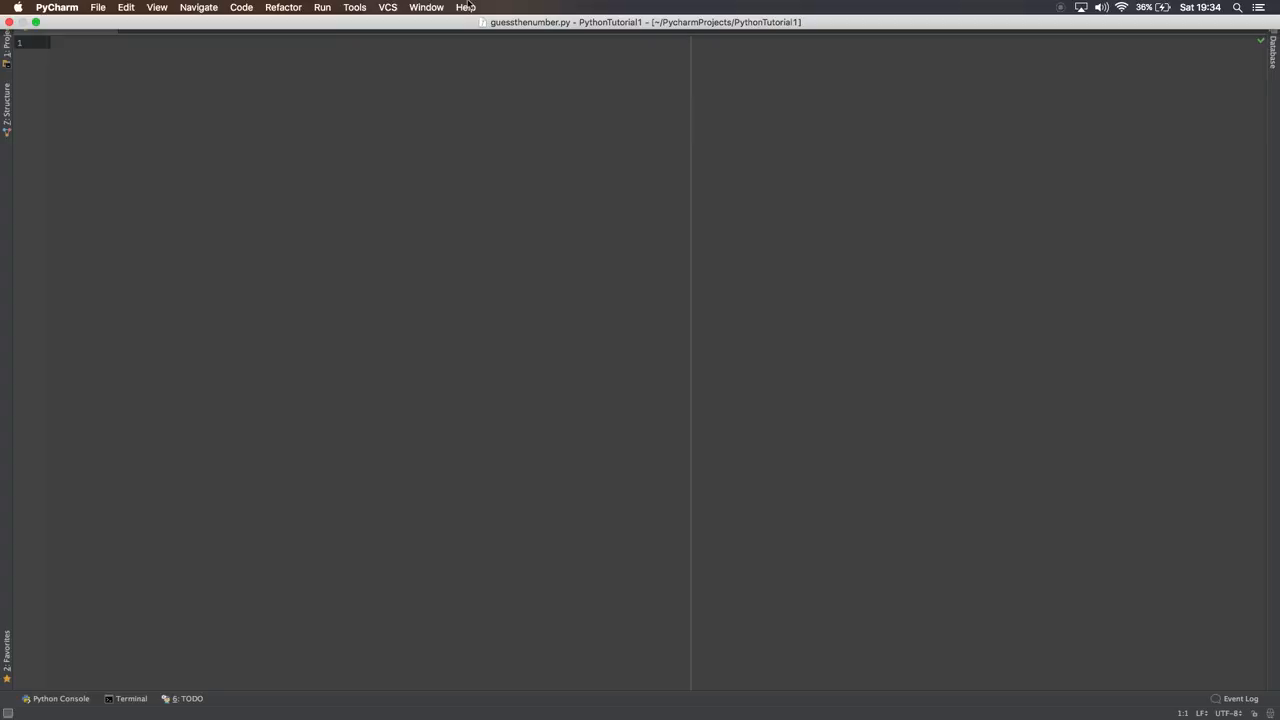 PyCharm File Edit View Navigate Code Refactor Run Tools VCS Window Help 36% Sat 19:34
guessthenumber.py - PythonTutorial1 - [~/PycharmProjects/PythonTutorial1]
1
Z: Structure
Database
2: Favorites
Python Console Terminal 6: TODO Event Log
1:1 LF÷ UTF-8÷